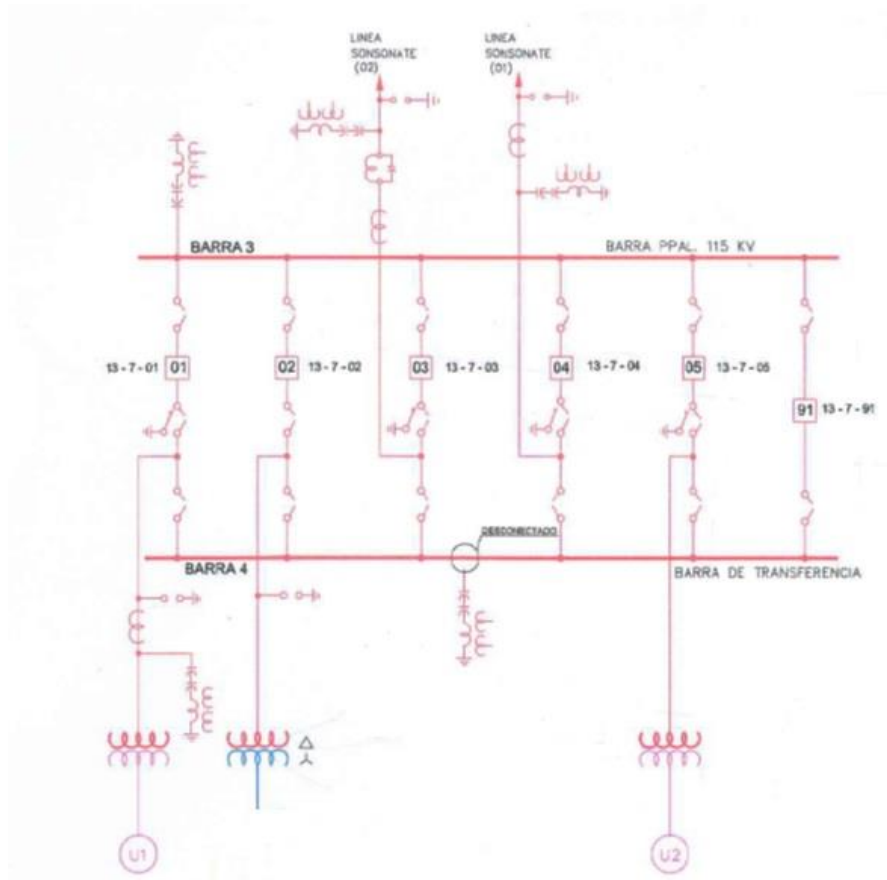 LINEA
SONSONATE
(02)
LINEA
SONSONATE
(01)
BARRA 3
BARRA PPAL. 115 KV
13-7-01
01
02
13-7-02
03
13-7-03
04
13-7-04
05
13-7-05
91
13-7-91
DESCONECTADO
BARRA 4
BARRA DE TRANSFERENCIA
U1
U2